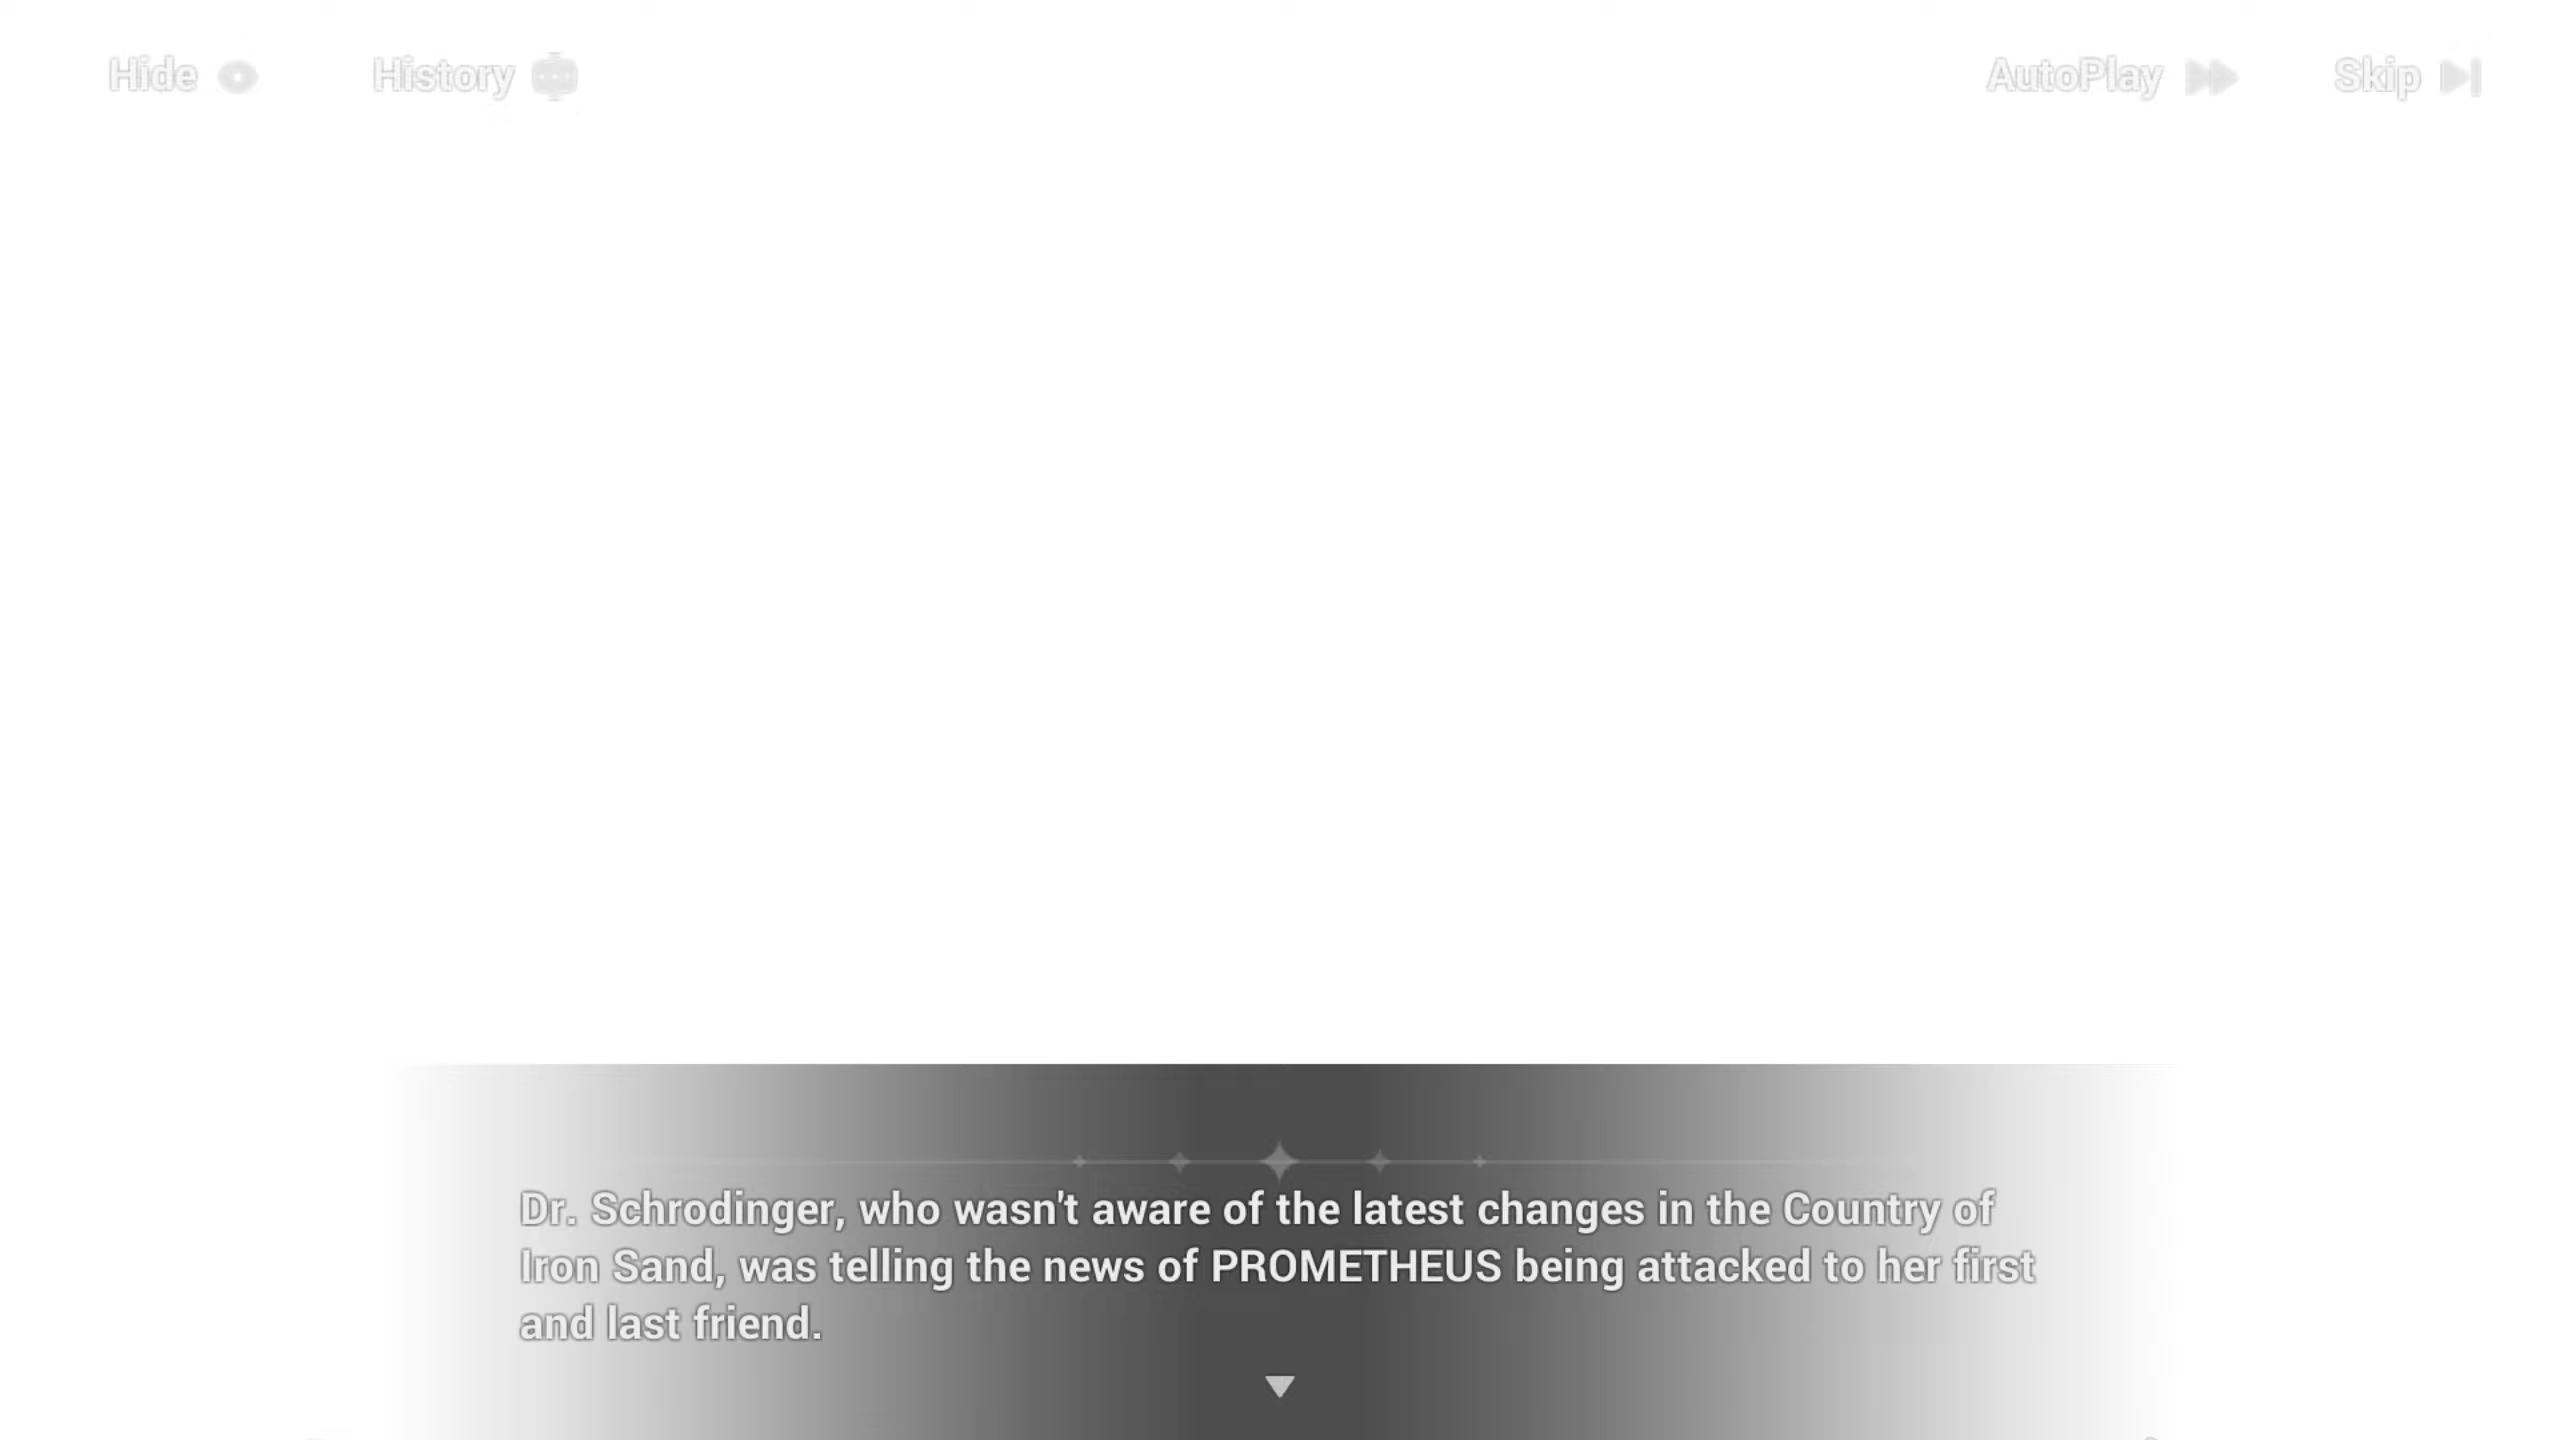 Hide
History
AutoPlay
Skip
Dr. Schrodinger, who wasn't aware of the latest changes in the Country of
Iron Sand, was telling the news of PROMETHEUS being attacked to her first
and last friend.